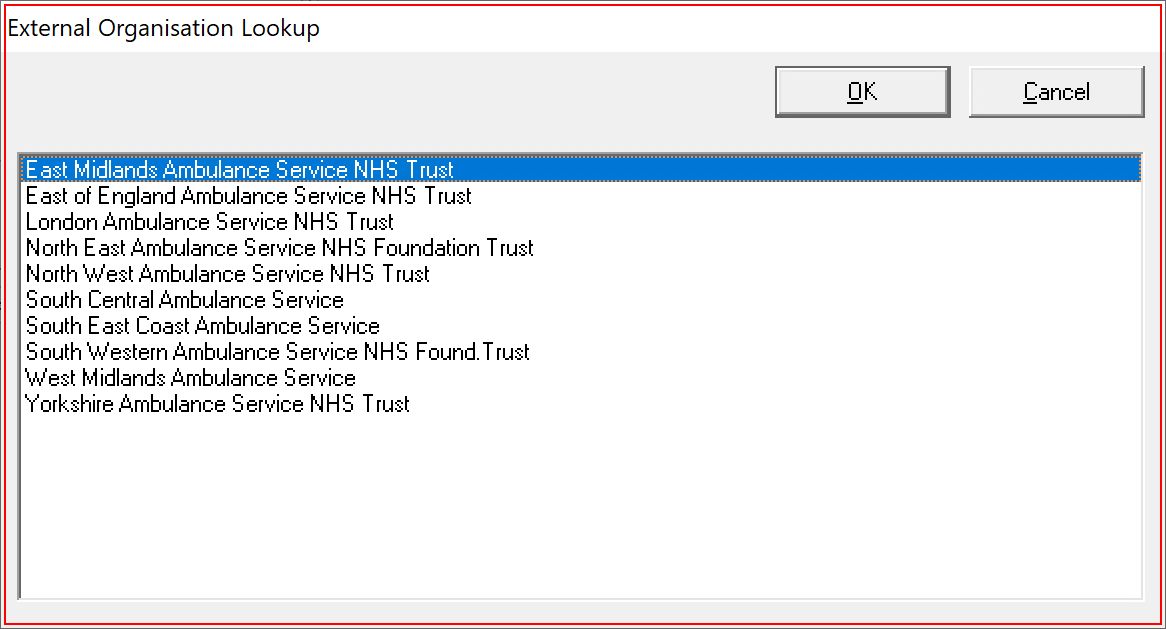 External Organisation Lookup
OK
Cancel
East Midlands Ambulance Service NHS Trust
East of England Ambulance Service NHS Trust
London Ambulance Service NHS Trust
North East Ambulance Service NHS Foundation Trust
North West Ambulance Service NHS Trust
South Central Ambulance Service
South East Coast Ambulance Service
South Western Ambulance Service NHS Found.Trust
West Midlands Ambulance Service
Yorkshire Ambulance Service NHS Trust